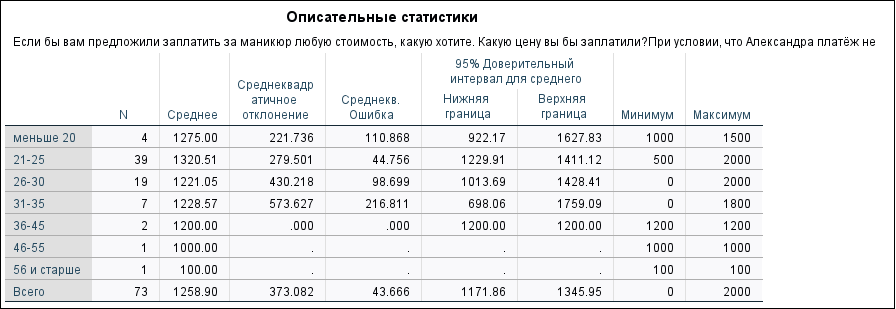 Описательные статистики
Если бы вам предложили заплатить за маникюр любую стоимость, какую хотите. Какую цену вы бы заплатили?При условии, что Александра платёж не
95% Доверительный
интервал для среднего
N Среднее Среднеквадр
атичное
отклонение Среднекв.
Ошибка Нижняя
граница Верхняя
граница Минимум Максимум
меньше 20 4 1275.00 221.736 110.868 922.17 1627.83 1000 1500
21-25 39 1320.51 279.501 44.756 1229.91 1411.12 500 2000
26-30 19 1221.05 430.218 98.699 1013.69 1428.41 0 2000
31-35 7 1228.57 573.627 216.811 698.06 1759.09 0 1800
36-45 2 1200.00 .000 .000 1200.00 1200.00 1200 1200
46-55 1 1000.00 . . . . 1000 1000
56 и старше 1 100.00 . . . . 100 100
Всего 73 1258.90 373.082 43.666 1171.86 1345.95 0 2000